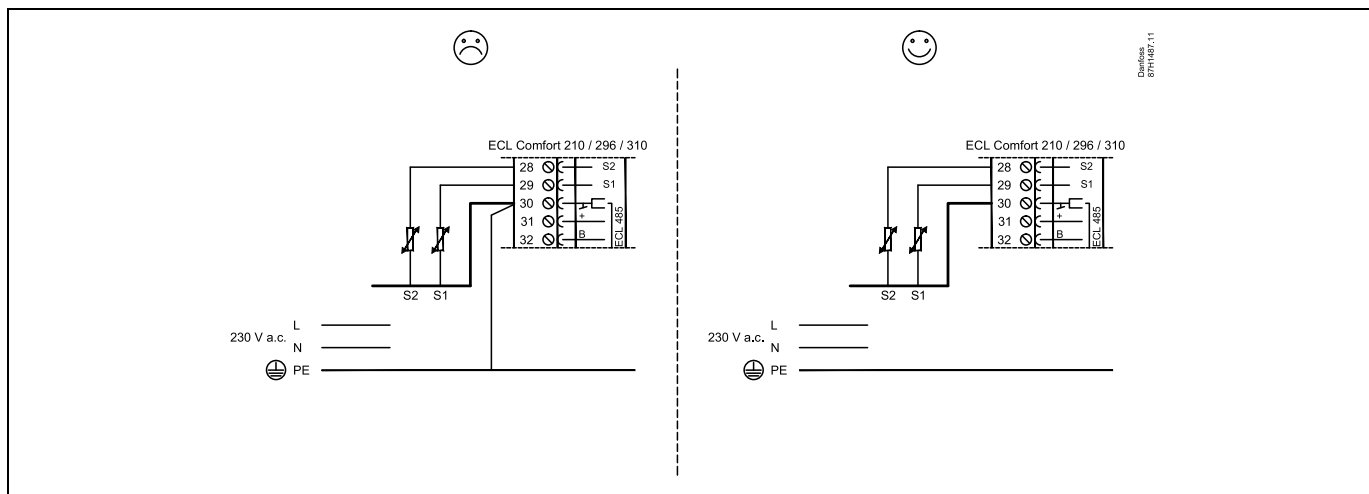 Danfoss
87H1487.11
ECL Comfort 210 / 296 / 310
28 S2
29 S1
30
31 +
32 B
ECL 485
S2 S1
L
230 V a.c.
N
PE
ECL Comfort 210 / 296 / 310
28 S2
29 S1
30
31 +
32 B
ECL 485
S2 S1
L
230 V a.c.
N
PE